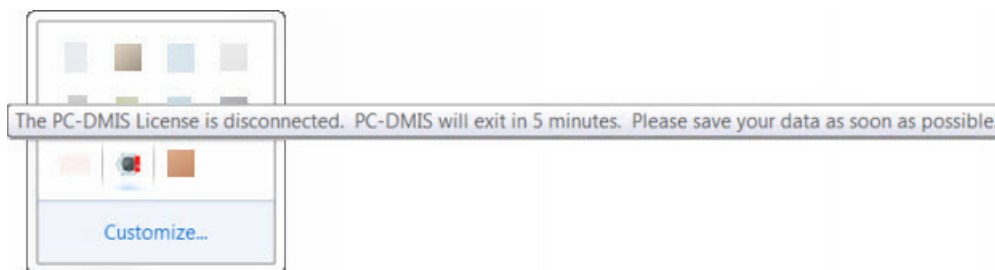 The PC-DMIS License is disconnected.  PC-DMIS will exit in 5 minutes.  Please save your data as soon as possible.
Customize...